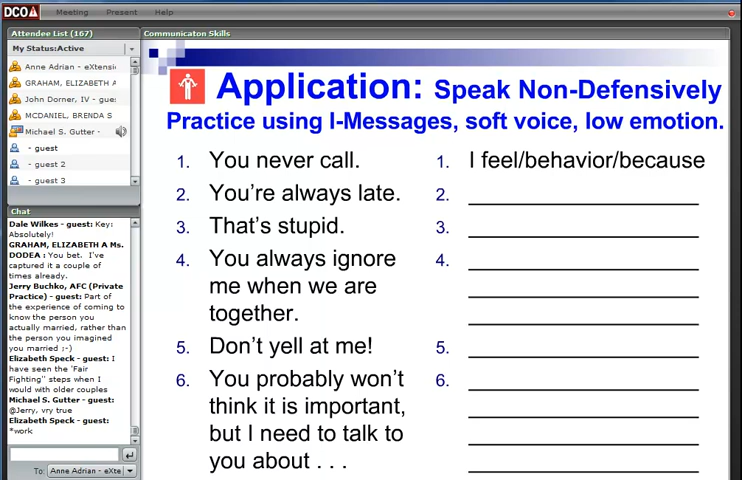 DCO Meeting Present Help
Attendee List (167)
My Status:Active
Anne Adrian - eXtensi
GRAHAM, ELIZABETH A
John Dorner, IV - gue
MCDANIEL, BRENDA S
Michael S. Gutter -
- guest
- guest 2
- guest 3
Chat
Dale Wilkes - guest: Key:
Absolutely!
GRAHAM, ELIZABETH A Ms.
DODEA : You bet. I've
captured it a couple of
times already.
Jerry Buchko, AFC (Private
Practice) - guest: Part of
the experience of coming to
know the person you
actually married, rather than
the person you imagined
you married ;-)
Elizabeth Speck - guest: I
have seen the 'Fair
Fighting" steps when I
would with older couples
Michael S. Gutter - guest:
@Jerry, vry true
Elizabeth Speck - guest:
*work
To: Anne Adrian - eXte
Communicaton Skills
Application: Speak Non-Defensively
Practice using I-Messages, soft voice, low emotion.
1. You never call.
2. You're always late.
3. That's stupid.
4. You always ignore
me when we are
together.
5. Don't yell at me!
6. You probably won't
think it is important,
but I need to talk to
you about . . .
1. I feel/behavior/because
2.
3.
4.
5.
6.